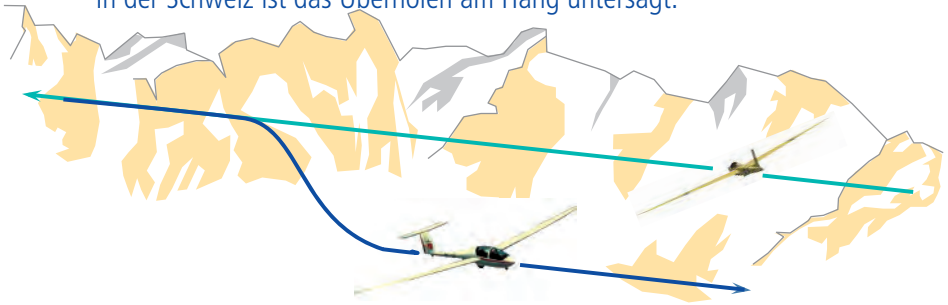 In der Schweiz ist das Überholen am Hang untersagt.